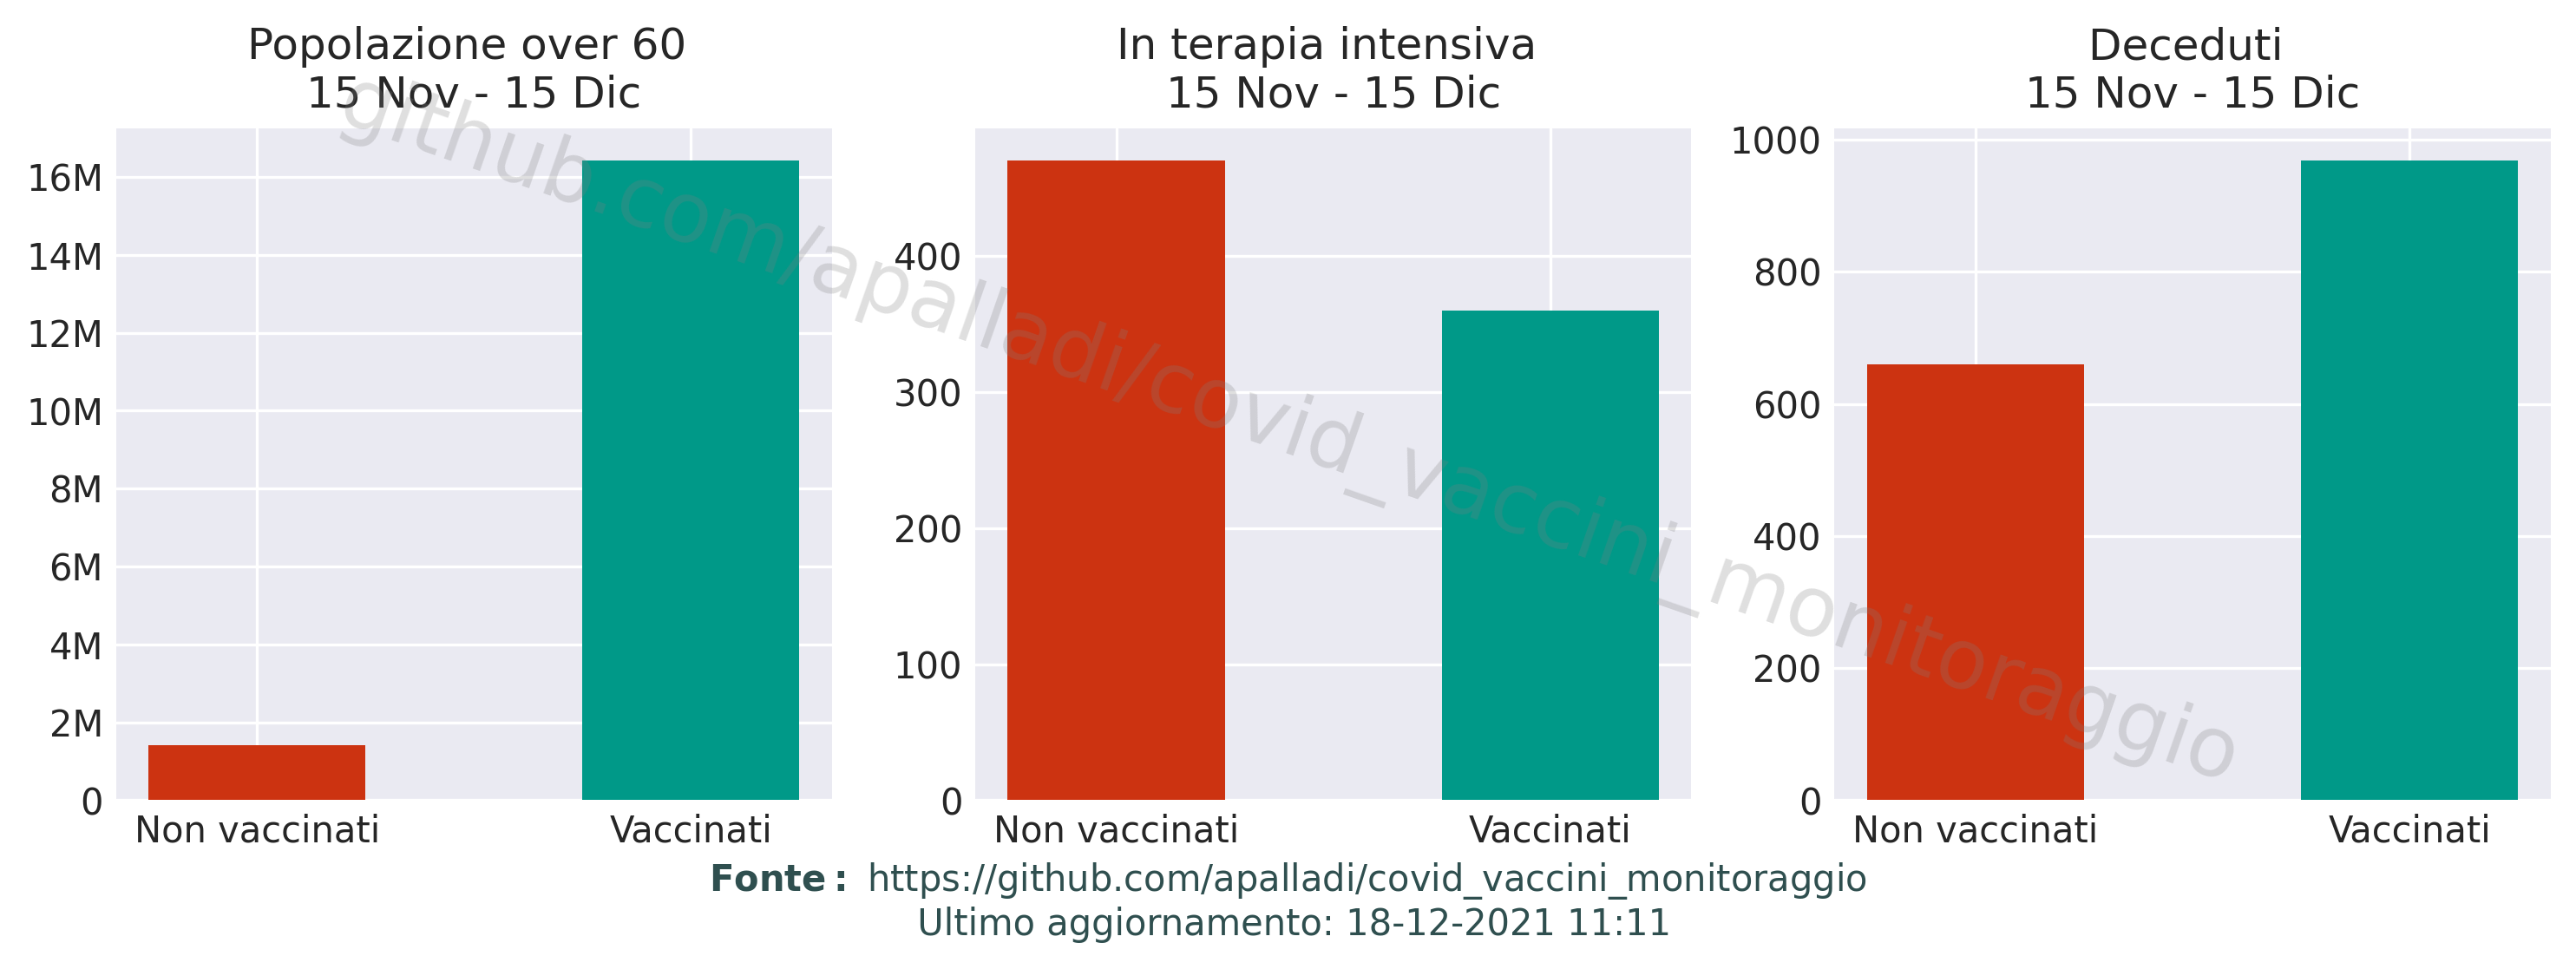 Popolazione over 60
15 Nov - 15 Dic
16M
14M
12M
10M
8M
6M
4M
2M
0
Non vaccinati Vaccinati
In terapia intensiva
15 Nov - 15 Dic
400
300
200
100
0
Non vaccinati Vaccinati
Deceduti
15 Nov - 15 Dic
1000
800
600
400
200
0
Non vaccinati Vaccinati
github.com/apalladi/covid_vaccini_monitoraggio
Fonte: https://github.com/apalladi/covid_vaccini_monitoraggio
Ultimo aggiornamento: 18-12-2021 11:11